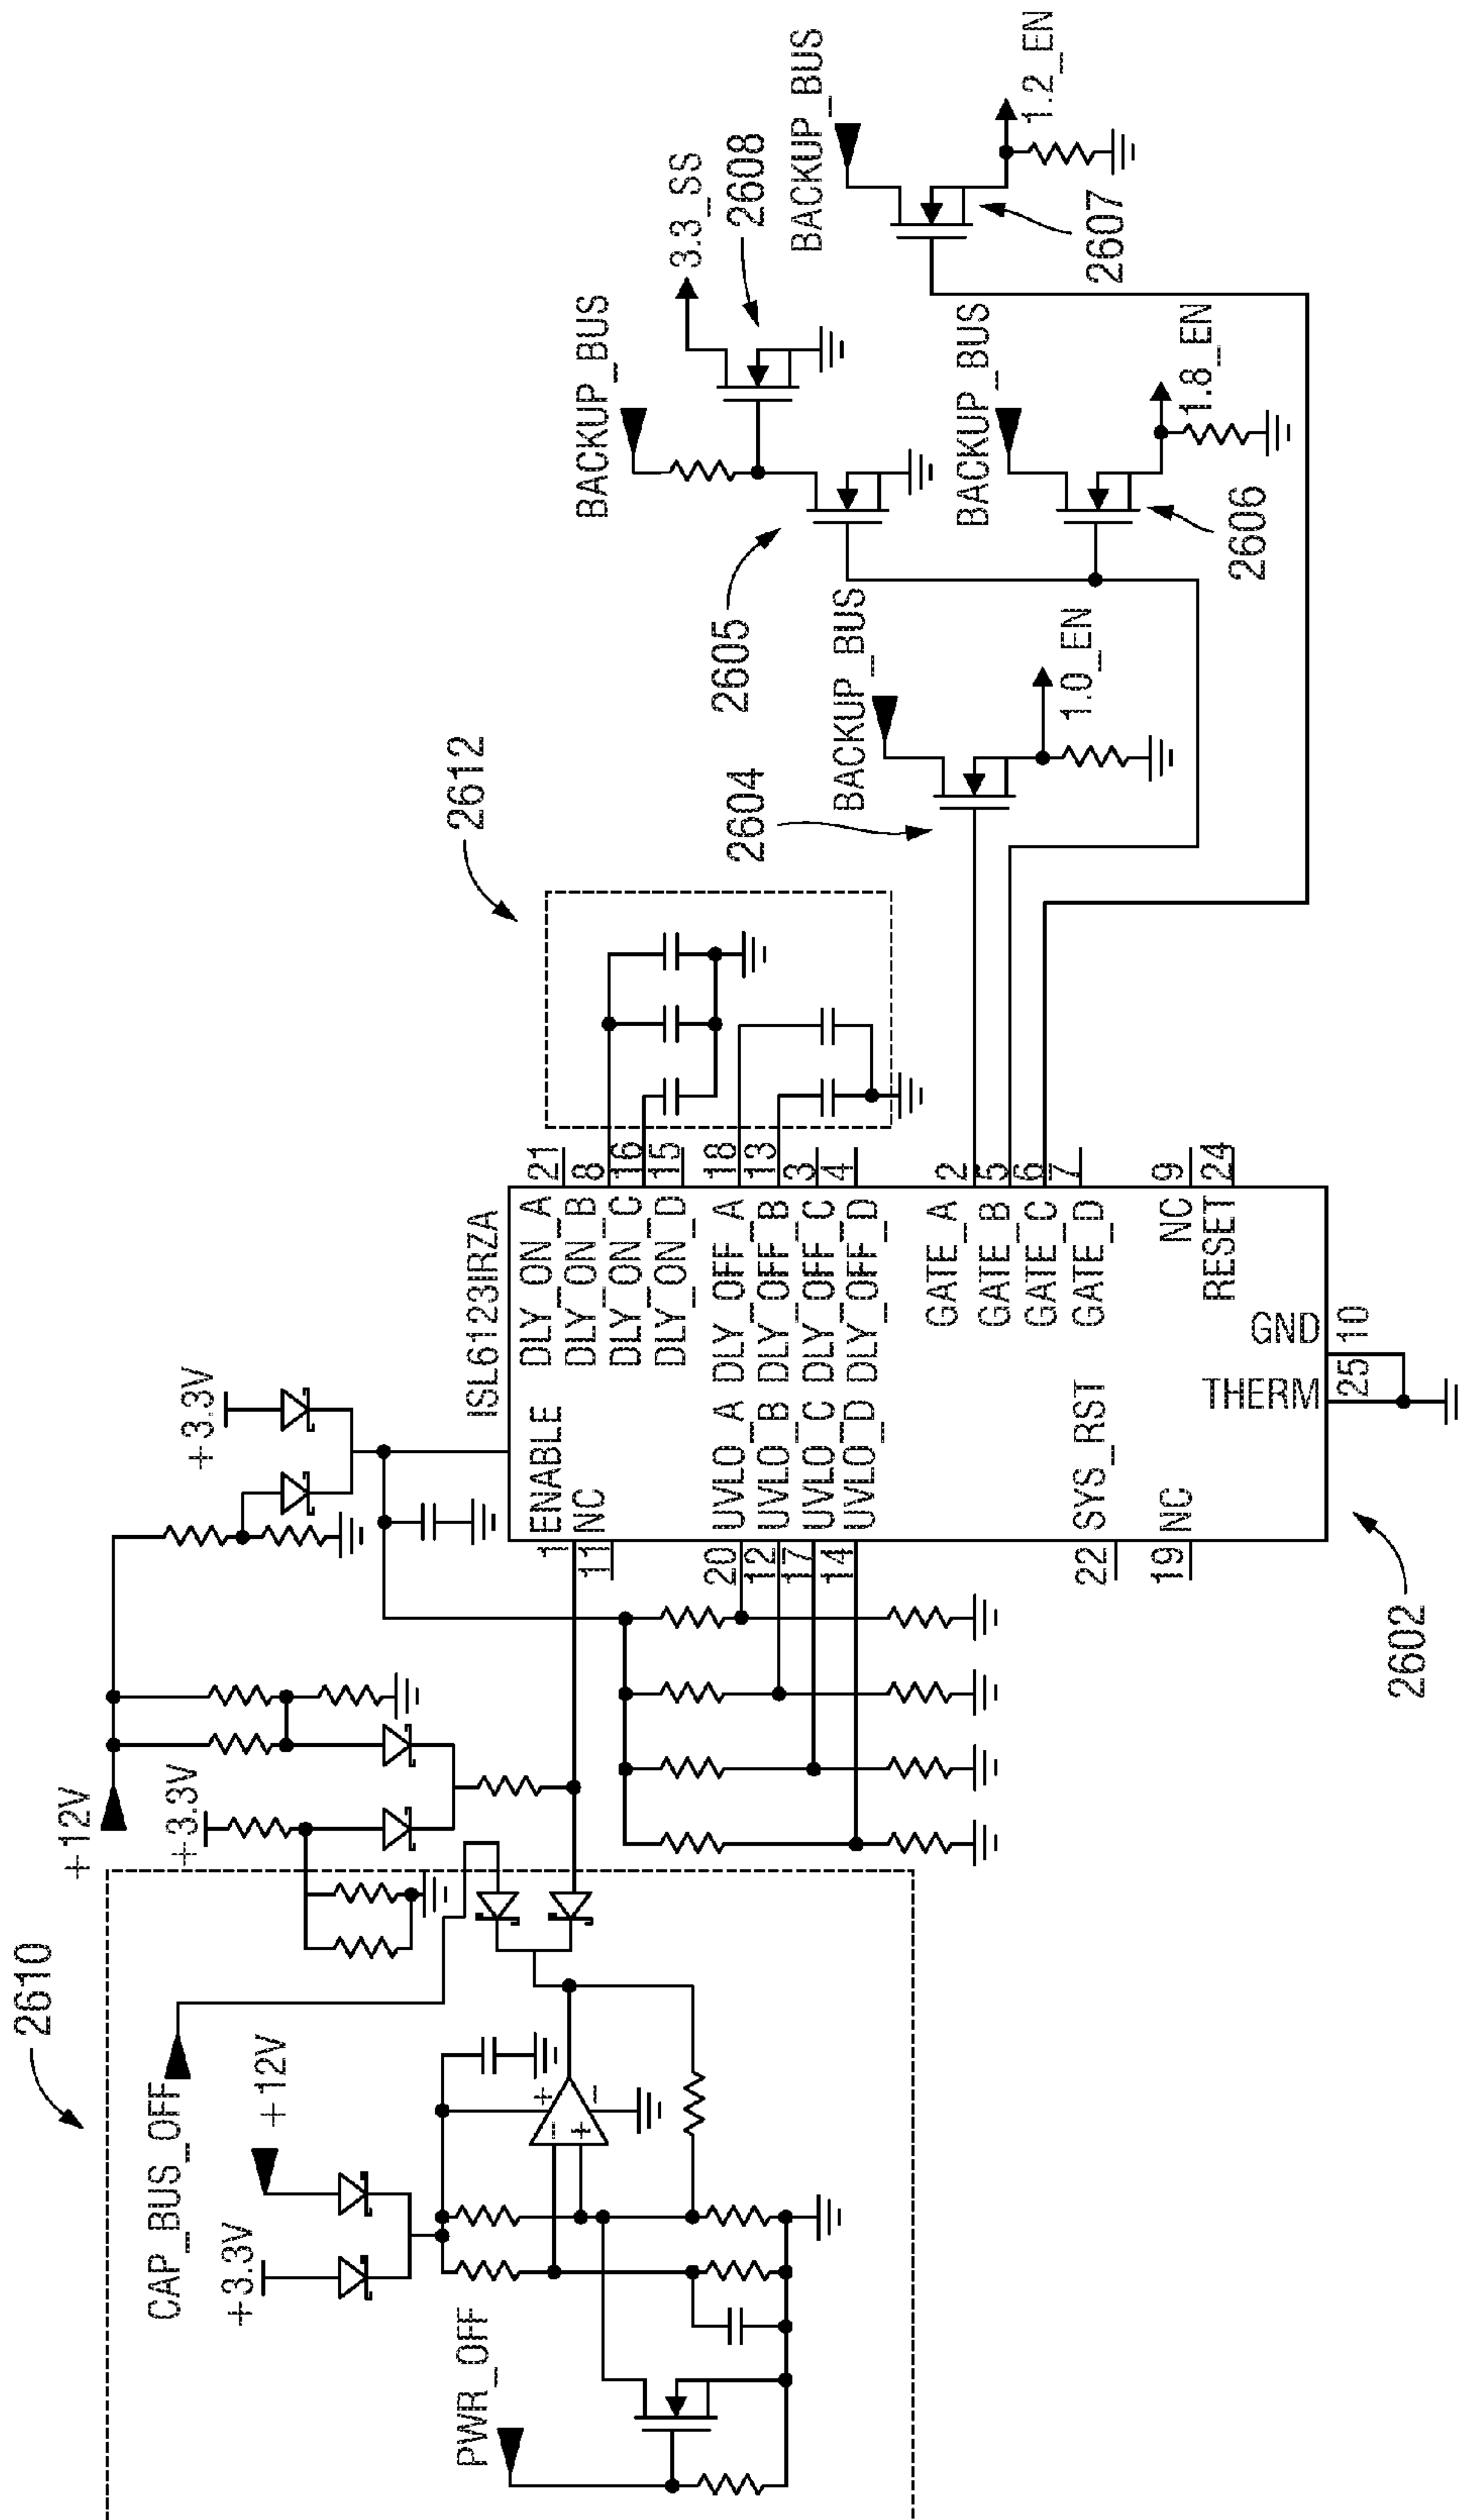 2610
CAP_BUS_OFF
+12V
+3.3V
PWR_OFF
+12V
+3.3V
+3.3V
ISL6123IRZA
1 ENABLE
11 NC
20 UVLO_A
12 UVLO_B
17 UVLO_C
14 UVLO_D
22 SYS_RST
19 NC
DLY_ON_A 21
DLY_ON_B 8
DLY_ON_C 16
DLY_ON_D 15
DLY_OFF_A 18
DLY_OFF_B 13
DLY_OFF_C 3
DLY_OFF_D 4
GATE_A 2
GATE_B 5
GATE_C 6
GATE_D 7
NC 9
RESET 24
GND 10
THERM 25
2602
2612
2604
BACKUP_BUS
1.0_EN
2605
BACKUP_BUS
3.3_SS
2608
BACKUP_BUS
1.8_EN
2606
BACKUP_BUS
1.2_EN
2607